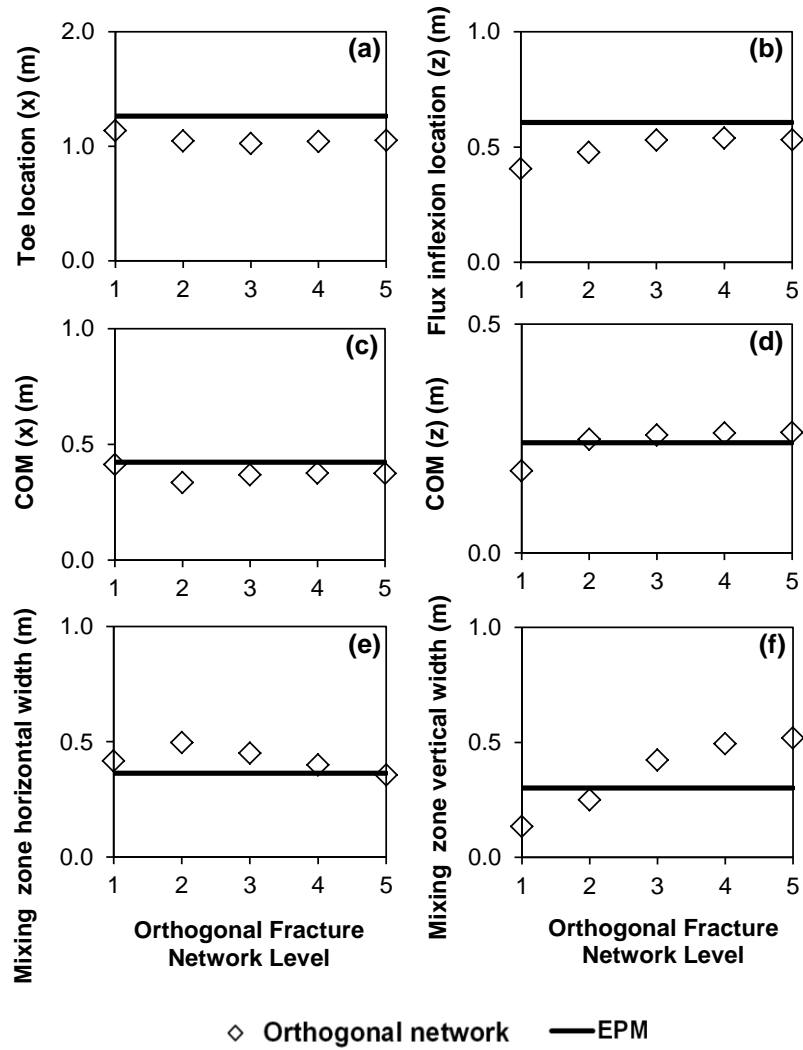 Toe location (x) (m)
2.0
1.0
0.0
(a)
1 2 3 4 5
Flux inflexion location (z) (m)
1.0
0.5
0.0
(b)
1 2 3 4 5
COM (x) (m)
1.0
0.5
0.0
(c)
1 2 3 4 5
COM (z) (m)
0.5
0.0
(d)
1 2 3 4 5
Mixing zone horizontal width (m)
1.0
0.5
0.0
(e)
1 2 3 4 5
Orthogonal Fracture
Network Level
Mixing zone vertical width (m)
1.0
0.5
0.0
(f)
1 2 3 4 5
Orthogonal Fracture
Network Level
Orthogonal network
EPM